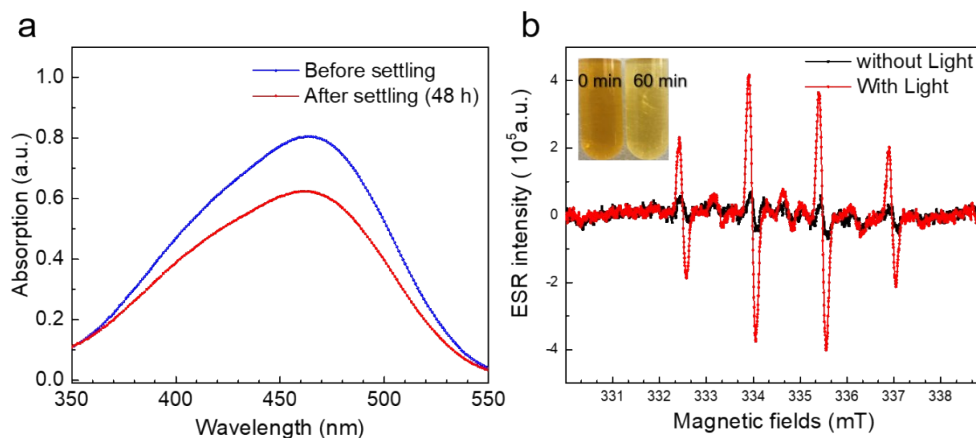 a
1.0
0.8
0.6
0.4
0.2
0.0
Absorption (a.u.)
Before settling
After settling (48 h)
350
400
450
500
550
Wavelength (nm)
b
4
2
0
-2
-4
ESR intensity ( 10⁵a.u.)
0 min
60 min
without Light
With Light
331
332
333
334
335
336
337
Magnetic fields (mT)